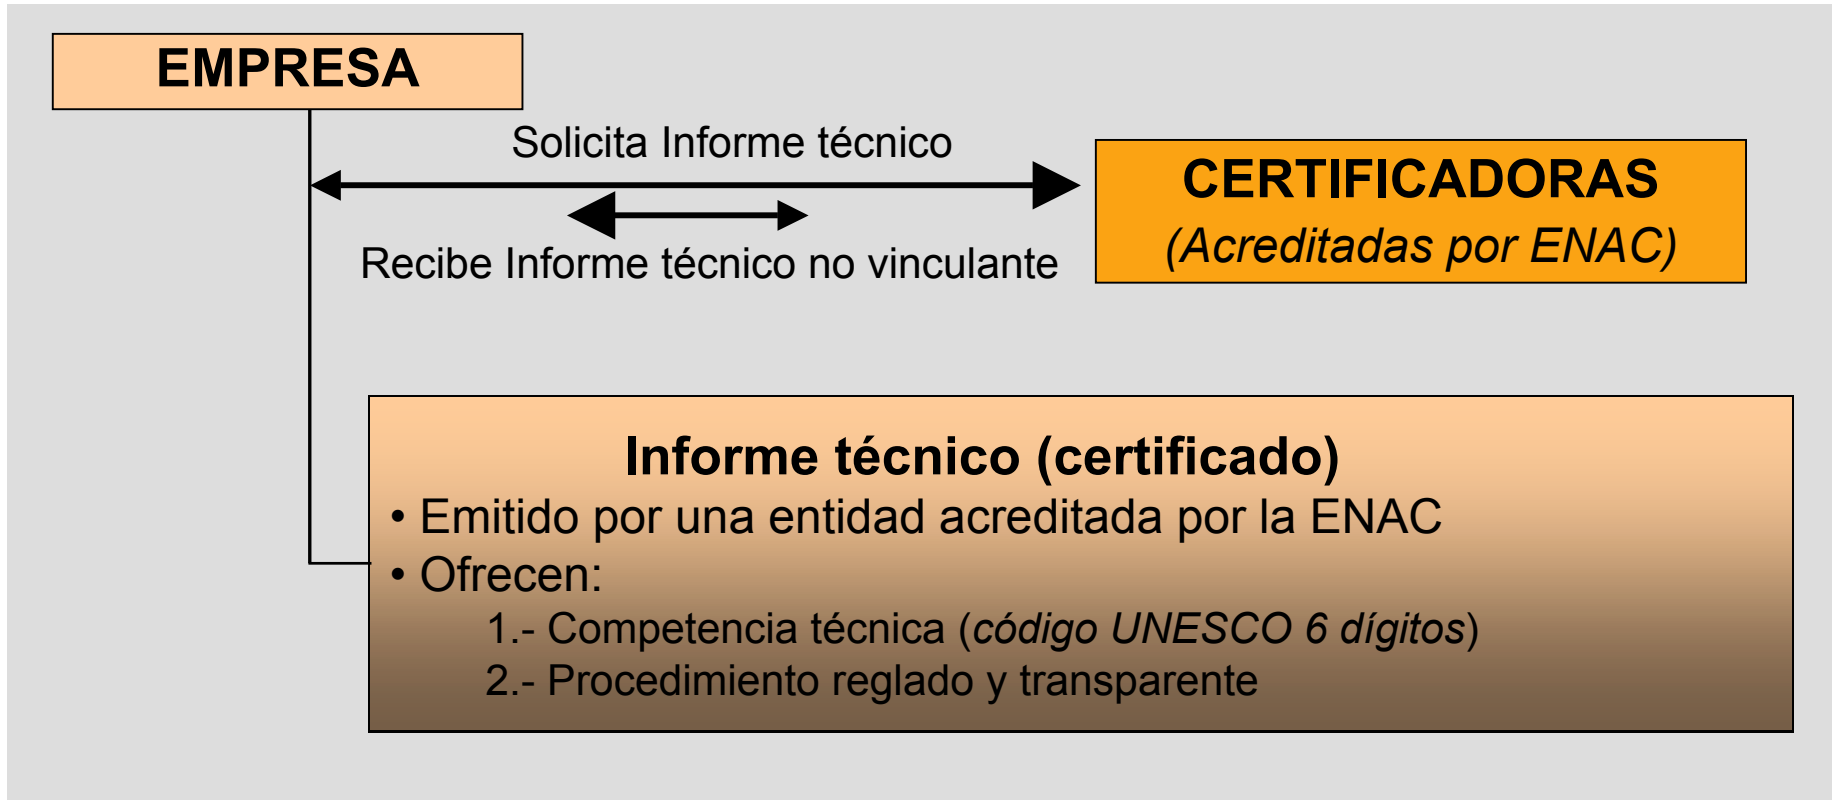 EMPRESA
Solicita Informe técnico
CERTIFICADORAS
(Acreditadas por ENAC)
Recibe Informe técnico no vinculante
Informe técnico (certificado)
• Emitido por una entidad acreditada por la ENAC
• Ofrecen:
1.- Competencia técnica (código UNESCO 6 dígitos)
2.- Procedimiento reglado y transparente